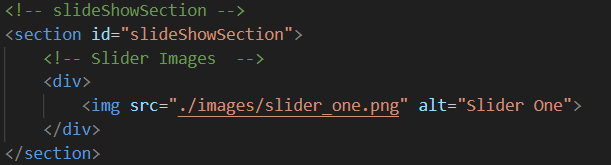 <!-- slideShowSection -->
<section id="slideShowSection">
<!-- Slider Images  -->
<div>
<img src="./images/slider_one.png" alt="Slider One">
</div>
</section>